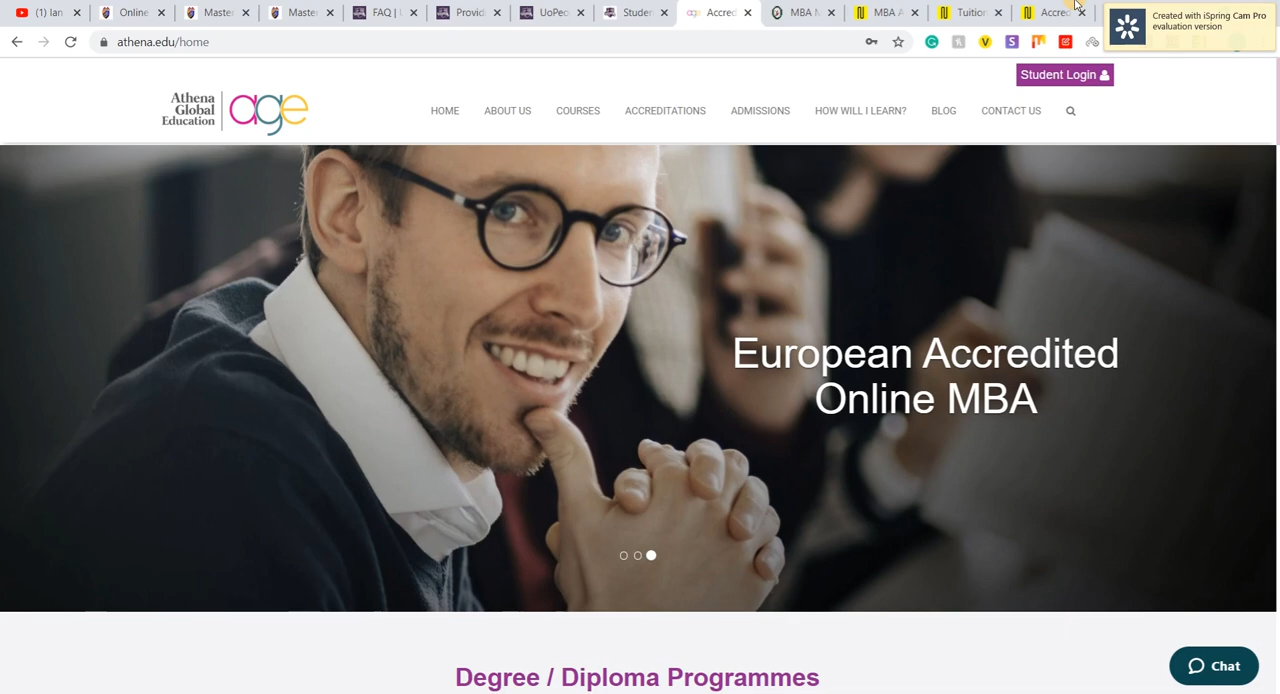 (1) Ian
Online
Master
Master
FAQ |
Provid
UoPeo
Studen
Accred
MBA
MBA A
Tuition
Accred
Created with iSpring Cam Pro
evaluation version
athena.edu/home
Student Login
Athena
Global
Education
age
HOME
ABOUT US
COURSES
ACCREDITATIONS
ADMISSIONS
HOW WILL I LEARN?
BLOG
CONTACT US
European Accredited
Online MBA
Chat
Degree / Diploma Programmes